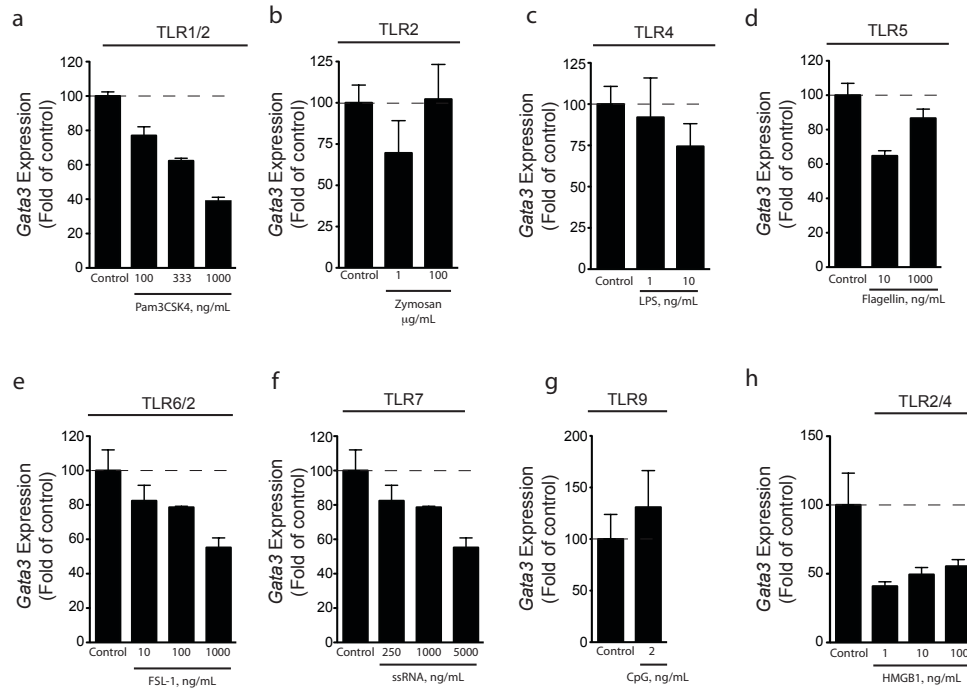 a
TLR1/2
Gata3 Expression
(Fold of control)
120
100
80
60
40
20
0
Control 100 333 1000
Pam3CSK4, ng/mL
b
TLR2
Gata3 Expression
(Fold of control)
125
100
75
50
25
0
Control 1 100
Zymosan
μg/mL
c
TLR4
Gata3 Expression
(Fold of control)
125
100
75
50
25
0
Control 1 10
LPS, ng/mL
d
TLR5
Gata3 Expression
(Fold of control)
120
100
80
60
40
20
0
Control 10 1000
Flagellin, ng/mL
e
TLR6/2
Gata3 Expression
(Fold of control)
120
100
80
60
40
20
0
Control 10 100 1000
FSL-1, ng/mL
f
TLR7
Gata3 Expression
(Fold of control)
120
100
80
60
40
20
0
Control 250 1000 5000
ssRNA, ng/mL
g
TLR9
Gata3 Expression
(Fold of control)
200
150
100
50
0
Control 2
CpG, ng/mL
h
TLR2/4
Gata3 Expression
(Fold of control)
150
100
50
0
Control 1 10 100
HMGB1, ng/mL